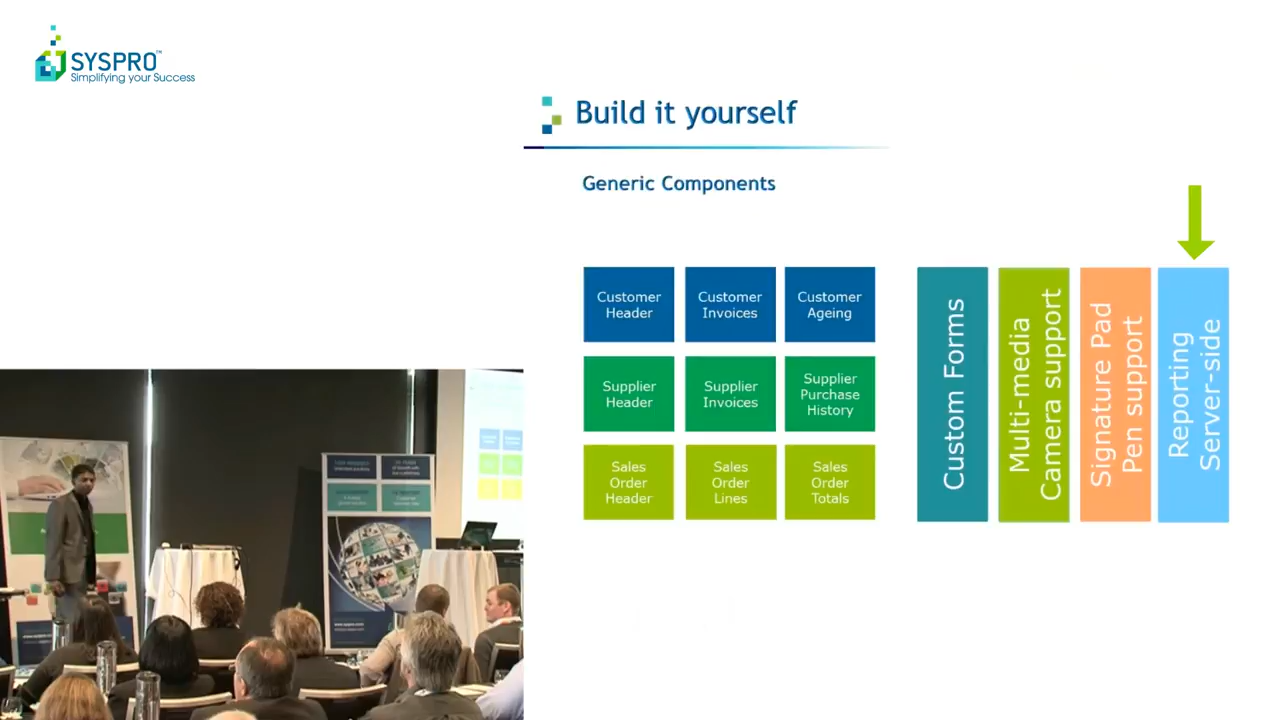 SYSPRO™
Simplifying your Success
Build it yourself
Generic Components
Customer
Header
Customer
Invoices
Customer
Ageing
Supplier
Header
Supplier
Invoices
Supplier
Purchase
History
Sales
Order
Header
Sales
Order
Lines
Sales
Order
Totals
Custom Forms
Multi-media
Camera support
Signature Pad
Pen support
Reporting
Server-side